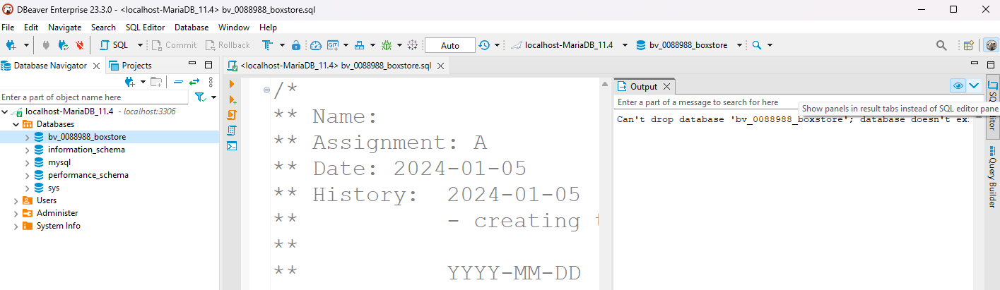 DBeaver Enterprise 23.3.0 - <localhost-MariaDB_11.4> bv_0088988_boxstore.sql
File Edit Navigate Search SQL Editor Database Window Help
SQL Commit Rollback Auto localhost-MariaDB_11.4 bv_0088988_boxstore
Database Navigator Projects
<localhost-MariaDB_11.4> bv_0088988_boxstore.sql
Enter a part of object name here
localhost-MariaDB_11.4 - localhost:3306
Databases
bv_0088988_boxstore
information_schema
mysql
performance_schema
sys
Users
Administer
System Info
/*
** Name:
** Assignment: A
** Date: 2024-01-05
** History: 2024-01-05
** - creating
**
** YYYY-MM-DD
Output
Enter a part of a message to search for here
Show panels in result tabs instead of SQL editor pane
Can't drop database 'bv_0088988_boxstore'; database doesn't ex
Query Builder